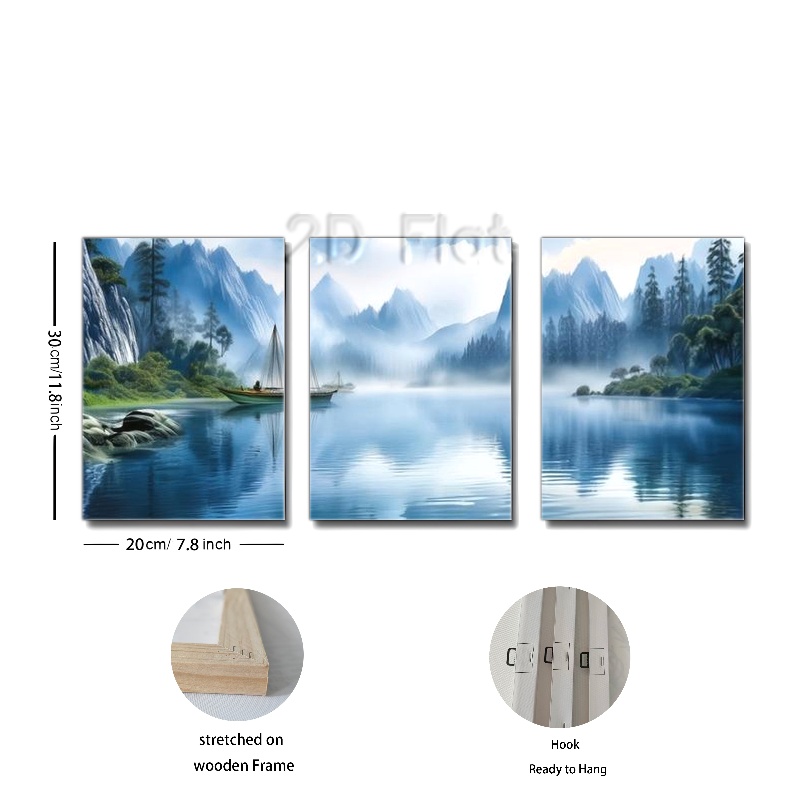 2D Flat
30cm/11.8inch
20cm/ 7.8 inch
stretched on
wooden Frame
Hook
Ready to Hang